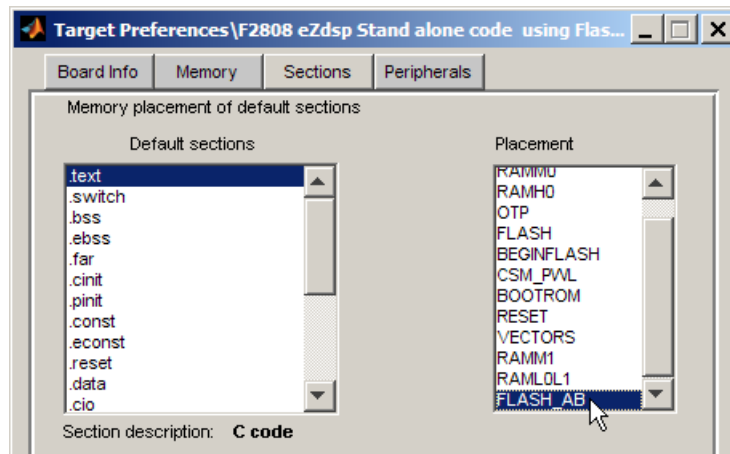 Target Preferences\F2808 eZdsp Stand alone code using Flas...
Board Info Memory Sections Peripherals
Memory placement of default sections
Default sections
.text
.switch
.bss
.ebss
.far
.cinit
.pinit
.const
.econst
.reset
.data
.cio
Placement
RAMM0
RAMH0
OTP
FLASH
BEGINFLASH
CSM_PWL
BOOTROM
RESET
VECTORS
RAMM1
RAML0L1
FLASH_AB
Section description: C code